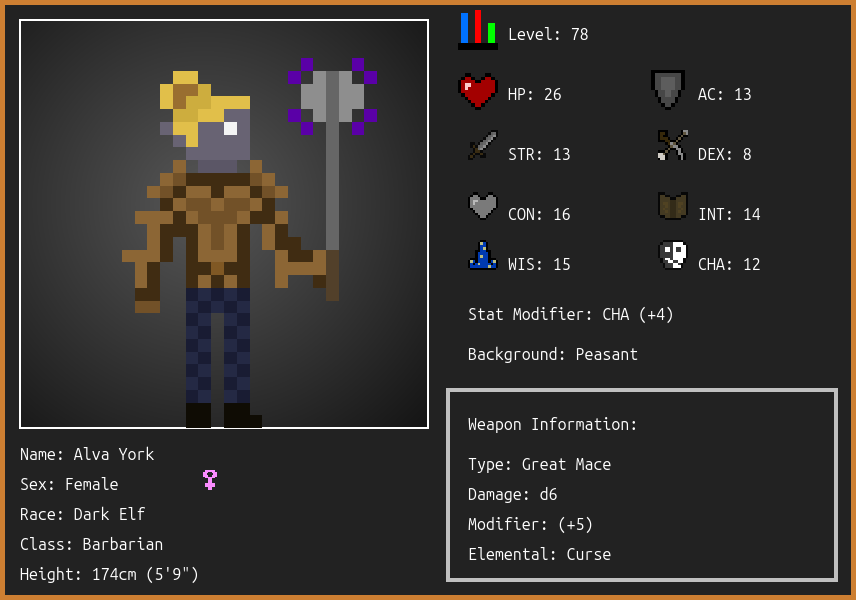 Level: 78
HP: 26
AC: 13
STR: 13
DEX: 8
CON: 16
INT: 14
WIS: 15
CHA: 12
Stat Modifier: CHA (+4)
Background: Peasant
Weapon Information:
Type: Great Mace
Damage: d6
Modifier: (+5)
Elemental: Curse
Name: Alva York
Sex: Female
Race: Dark Elf
Class: Barbarian
Height: 174cm (5'9")